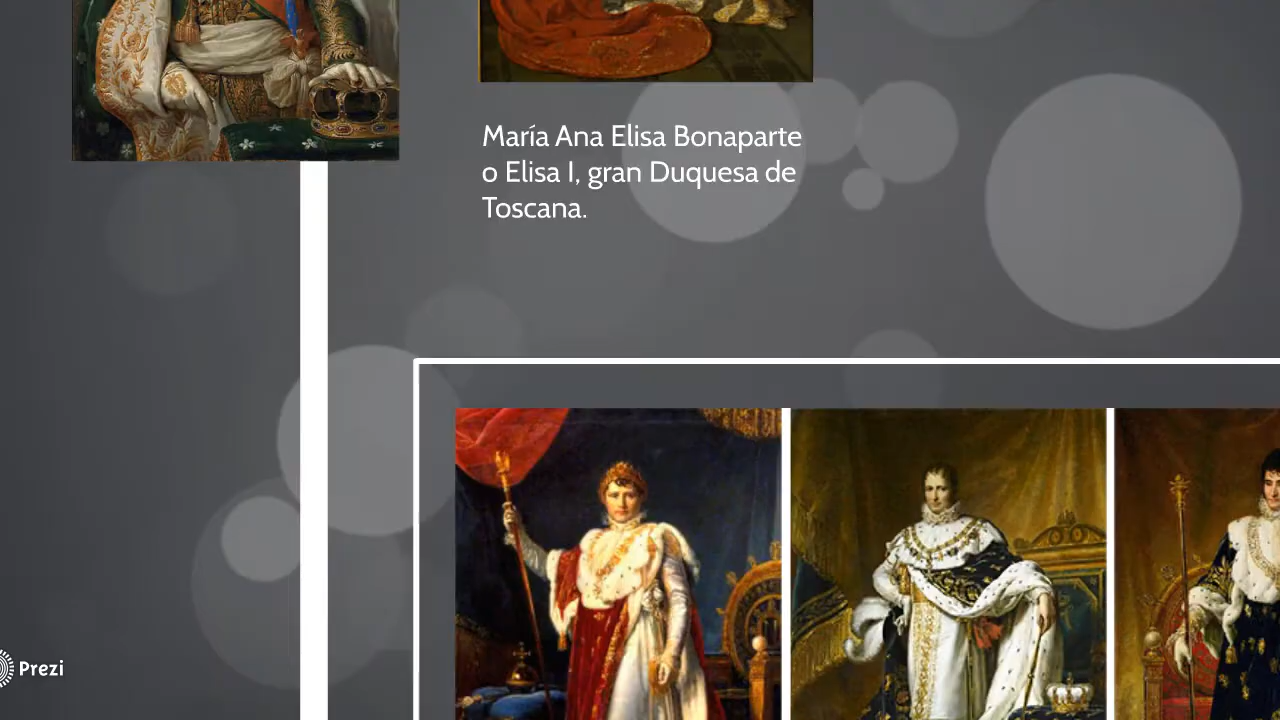 María Ana Elisa Bonaparte
o Elisa I, gran Duquesa de
Toscana.
Prezi